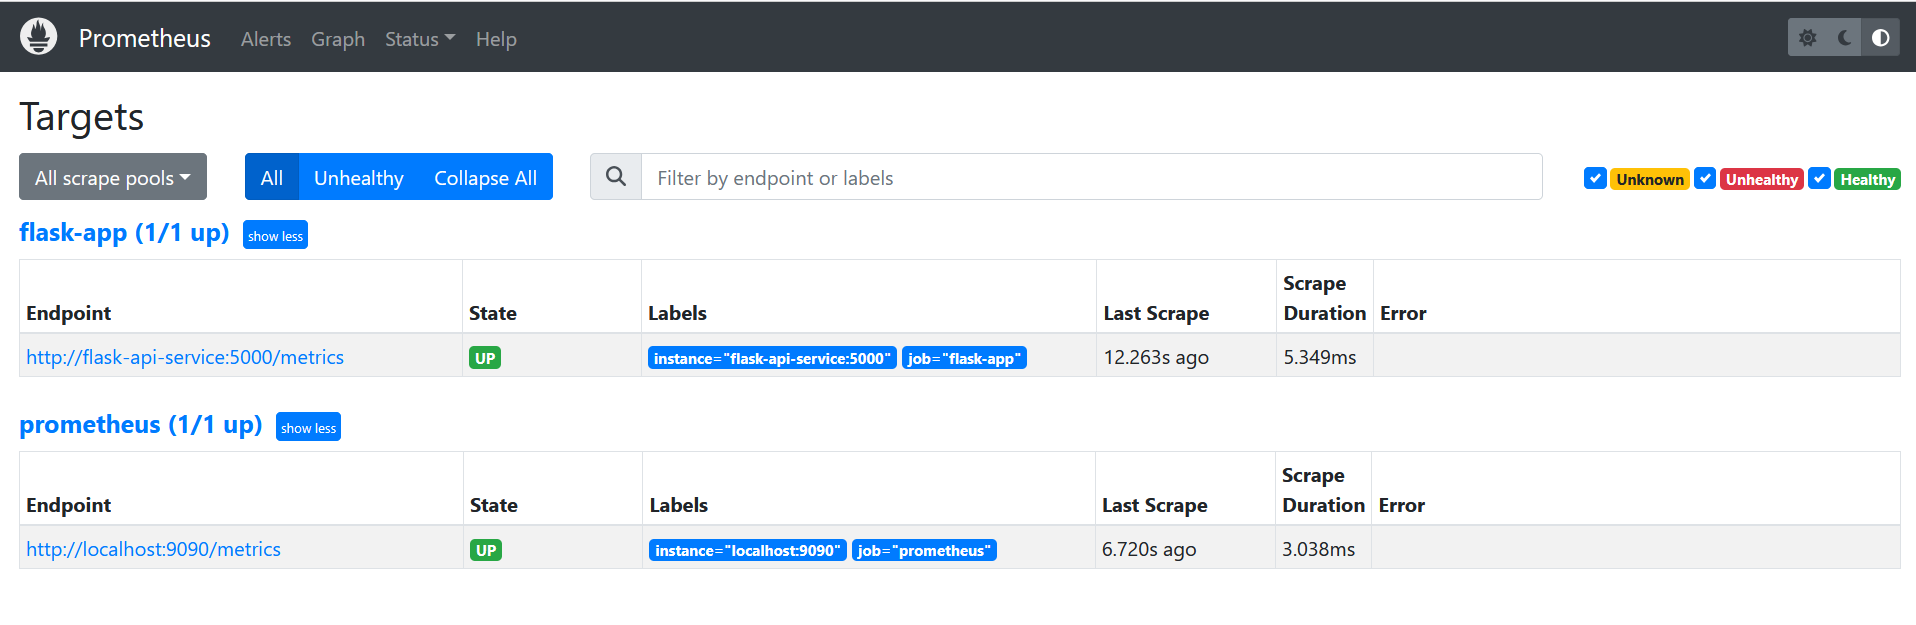 Prometheus Alerts Graph Status Help
Targets
All scrape pools All Unhealthy Collapse All Filter by endpoint or labels Unknown Unhealthy Healthy
flask-app (1/1 up) show less
Endpoint State Labels Last Scrape Scrape Duration Error
http://flask-api-service:5000/metrics UP instance="flask-api-service:5000" job="flask-app" 12.263s ago 5.349ms
prometheus (1/1 up) show less
Endpoint State Labels Last Scrape Scrape Duration Error
http://localhost:9090/metrics UP instance="localhost:9090" job="prometheus" 6.720s ago 3.038ms